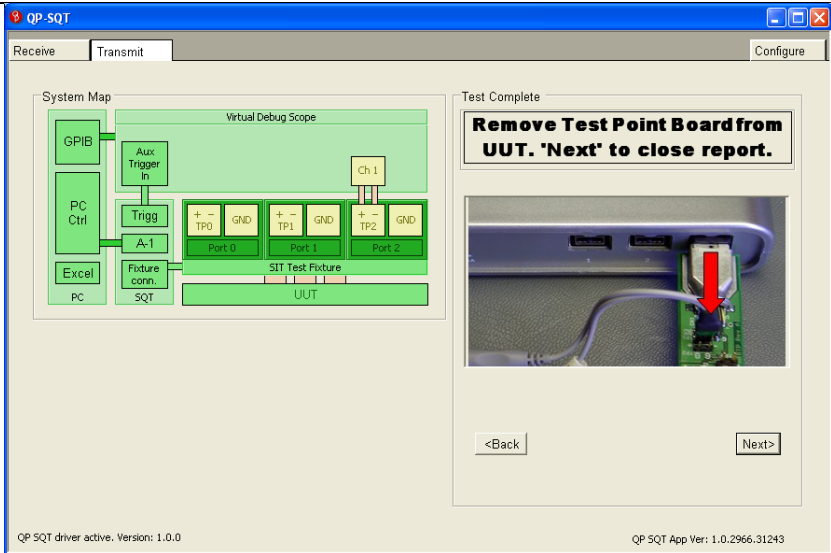 QP-SQT
Receive
Transmit
Configure
System Map
Virtual Debug Scope
GPIB
Aux
Trigger
In
Ch 1
PC
Ctrl
Trigg
A-1
+ -
TP0
GND
Port 0
+ -
TP1
GND
Port 1
+ -
TP2
GND
Port 2
Excel
PC
Fixture
conn.
SQT
SIT Test Fixture
UUT
Test Complete
Remove Test Point Board from
UUT. 'Next' to close report.
<Back
Next>
QP SQT driver active. Version: 1.0.0
QP SQT App Ver: 1.0.2966.31243